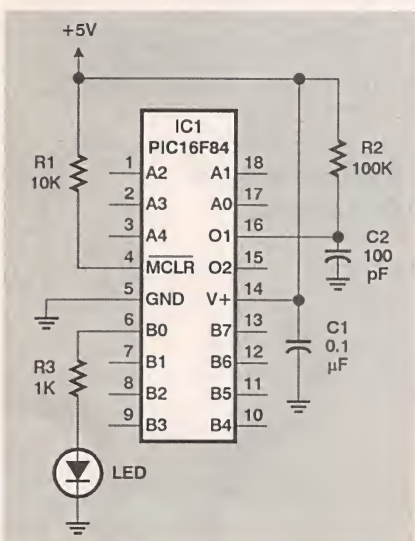 +5V
IC1
PIC16F84
R1
10K
R2
100K
1 A2 A1 18
2 A3 A0 17
3 A4 O1 16
4 MCLR O2 15
5 GND V+ 14
6 B0 B7 13
7 B1 B6 12
8 B2 B5 11
9 B3 B4 10
C2
100
pF
C1
0.1
µF
R3
1K
LED